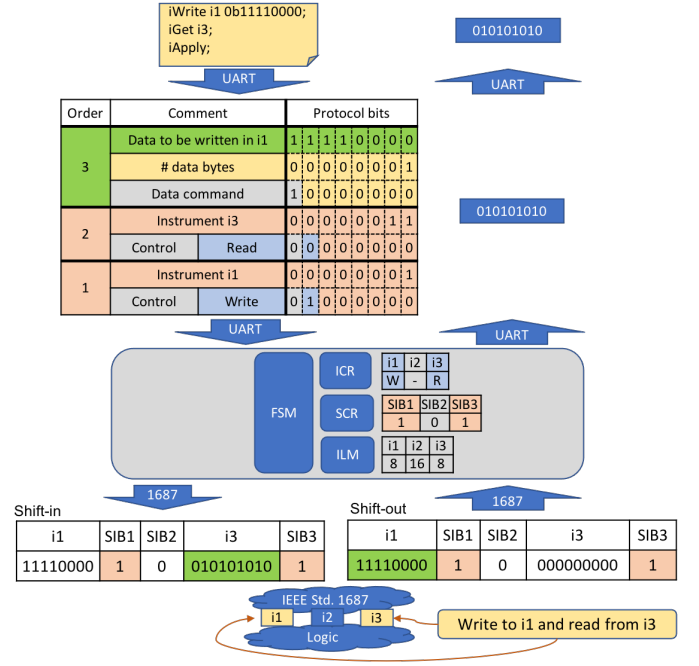 iWrite i1 0b11110000;
iGet i3;
iApply;
010101010
UART
UART
Order Comment Protocol bits
3 Data to be written in i1 1 1 1 1 0 0 0 0
# data bytes 0 0 0 0 0 0 0 1
Data command 1 0 0 0 0 0 0 0
2 Instrument i3 0 0 0 0 0 0 1 1
Control Read 0 0 0 0 0 0 0 0
1 Instrument i1 0 0 0 0 0 0 0 1
Control Write 0 1 0 0 0 0 0 0
010101010
UART
UART
FSM
ICR
i1 i2 i3
W - R
SCR
SIB1 SIB2 SIB3
1 0 1
ILM
i1 i2 i3
8 16 8
1687
1687
Shift-in
i1 SIB1 SIB2 i3 SIB3
11110000 1 0 010101010 1
Shift-out
i1 SIB1 SIB2 i3 SIB3
11110000 1 0 000000000 1
IEEE Std. 1687
i1 i2 i3
Logic
Write to i1 and read from i3